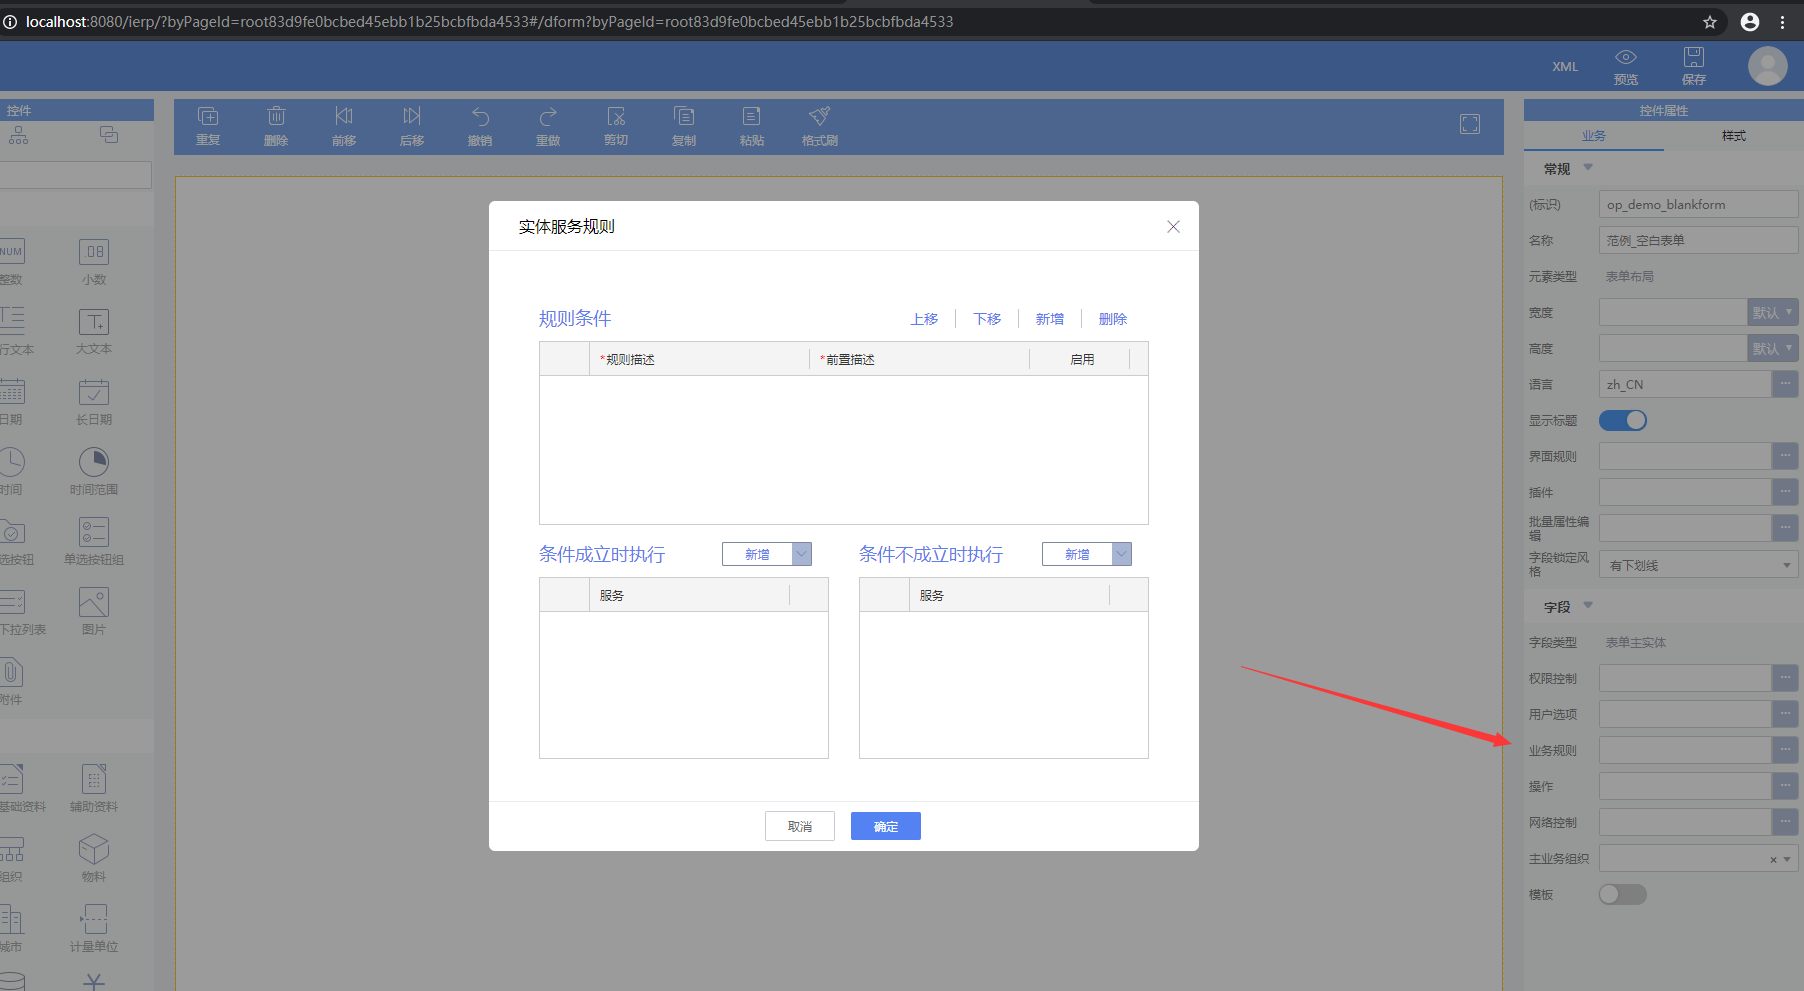 localhost:8080/ierp/?byPageId=root83d9fe0bcbed45ebb1b25bcbfbda4533#/dform?byPageId=root83d9fe0bcbed45ebb1b25bcbfbda4533
XML
预览
保存
控件
重复
删除
前移
后移
撤销
重做
剪切
复制
粘贴
格式刷
控件属性
业务
样式
NUM
.08
整数
小数
行文本
大文本
日期
长日期
时间
时间范围
选按钮
单选按钮组
下拉列表
图片
附件
基础资料
辅助资料
组织
物料
城市
计量单位
实体服务规则
规则条件
上移
下移
新增
删除
*规则描述
*前置描述
启用
条件成立时执行
新增
条件不成立时执行
新增
服务
服务
取消
确定
常规
(标识)
op_demo_blankform
名称
范例_空白表单
元素类型
表单布局
宽度
默认
高度
默认
语言
zh_CN
显示标题
界面规则
插件
批量属性编
辑
字段锁定风
格
有下划线
字段
字段类型
表单主实体
权限控制
用户选项
业务规则
操作
网络控制
主业务组织
模板